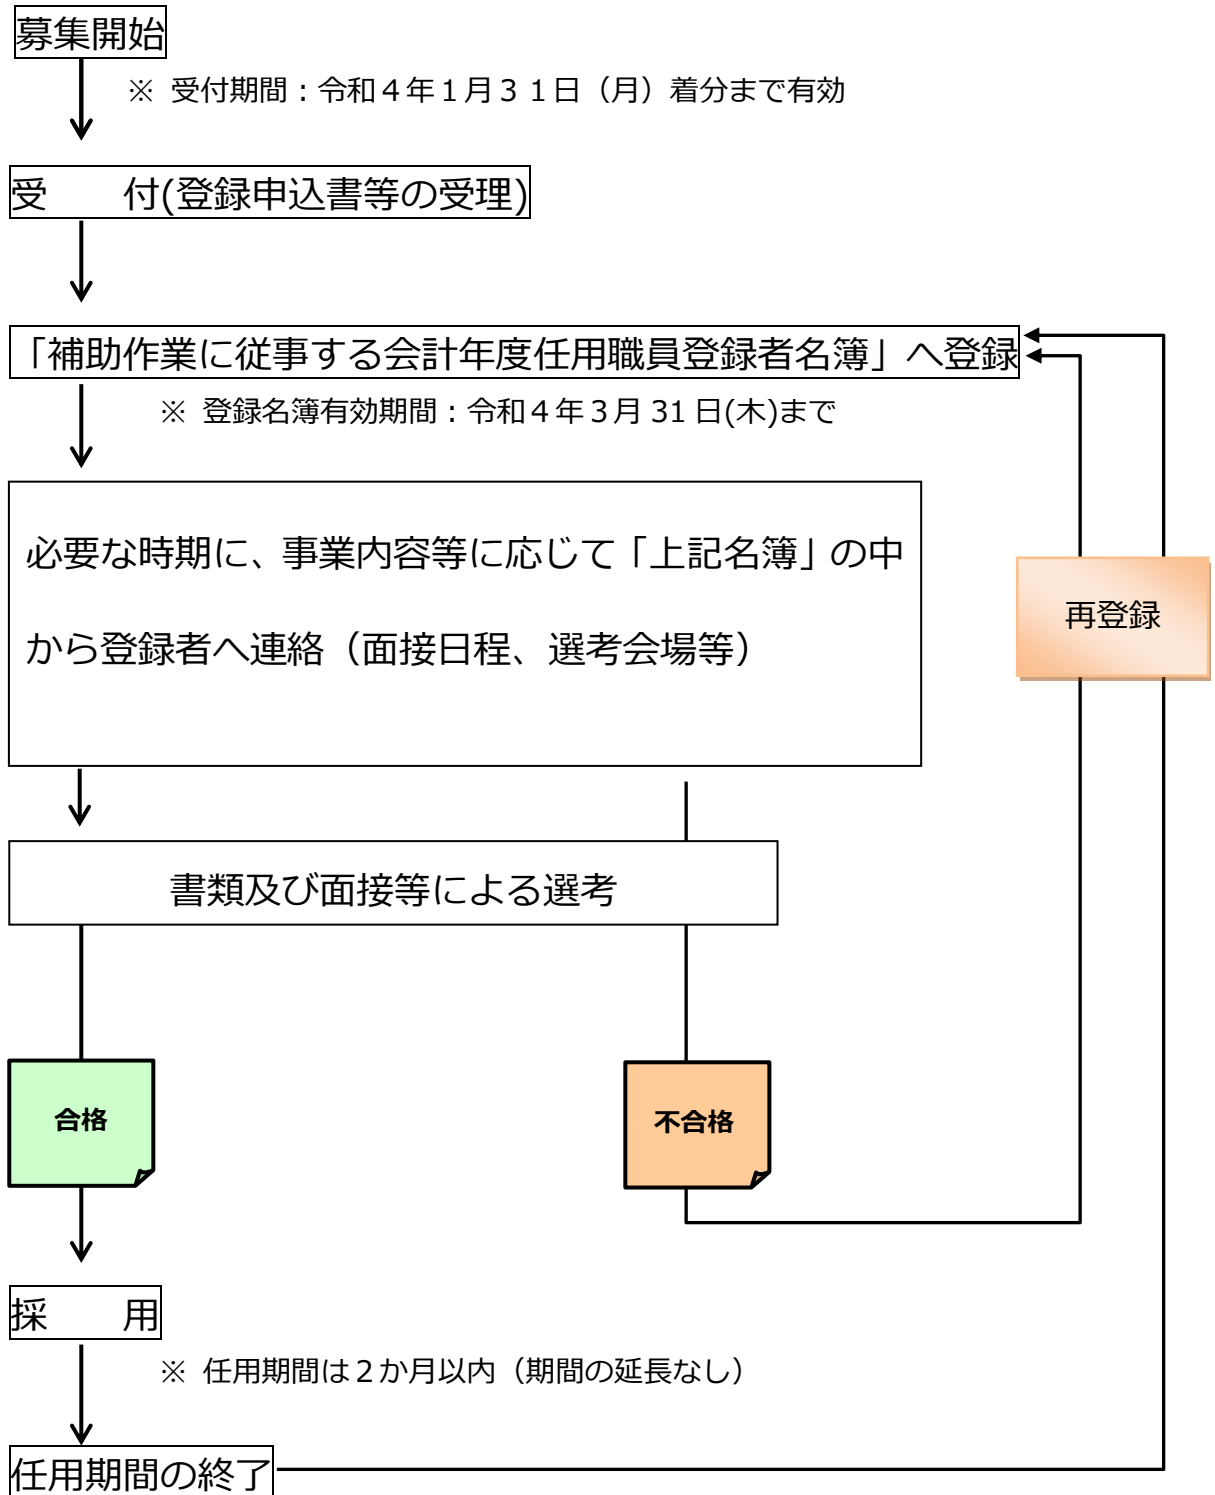 募集開始
※ 受付期間：令和４年１月３１日（月）着分まで有効
受　　付(登録申込書等の受理)
「補助作業に従事する会計年度任用職員登録者名簿」へ登録
※ 登録名簿有効期間：令和４年３月 31 日(木)まで
必要な時期に、事業内容等に応じて「上記名簿」の中
から登録者へ連絡（面接日程、選考会場等）
再登録
書類及び面接等による選考
合格
不合格
採　　用
※ 任用期間は２か月以内（期間の延長なし）
任用期間の終了